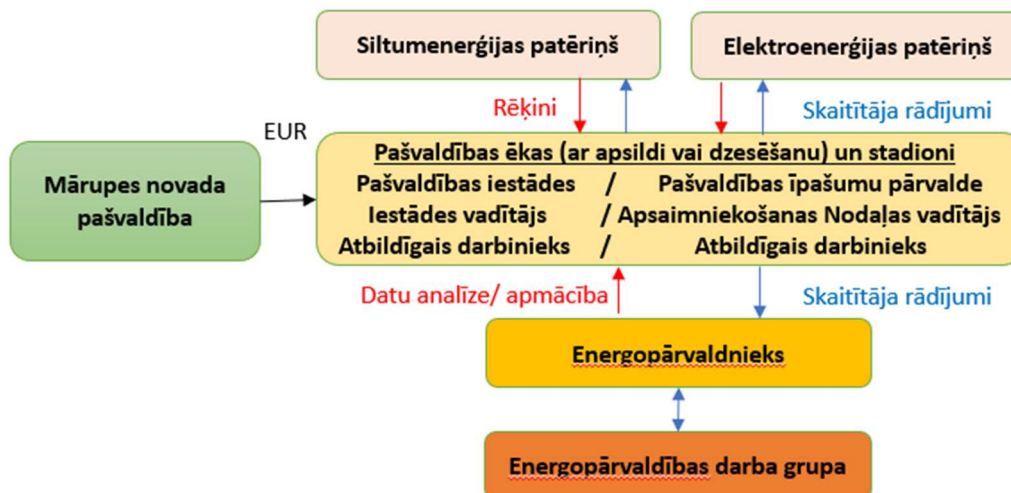 Siltumenerģijas patēriņš
Elektroenerģijas patēriņš
Rēķini
Skaitītāja rādījumi
EUR
Mārupes novada
pašvaldība
Pašvaldības ēkas (ar apsildi vai dzesēšanu) un stadioni
Pašvaldības iestādes / Pašvaldības īpašumu pārvalde
Iestādes vadītājs / Apsaimniekošanas Nodaļas vadītājs
Atbildīgais darbinieks / Atbildīgais darbinieks
Datu analīze/ apmācība
Skaitītāja rādījumi
Energopārvaldnieks
Energopārvaldības darba grupa